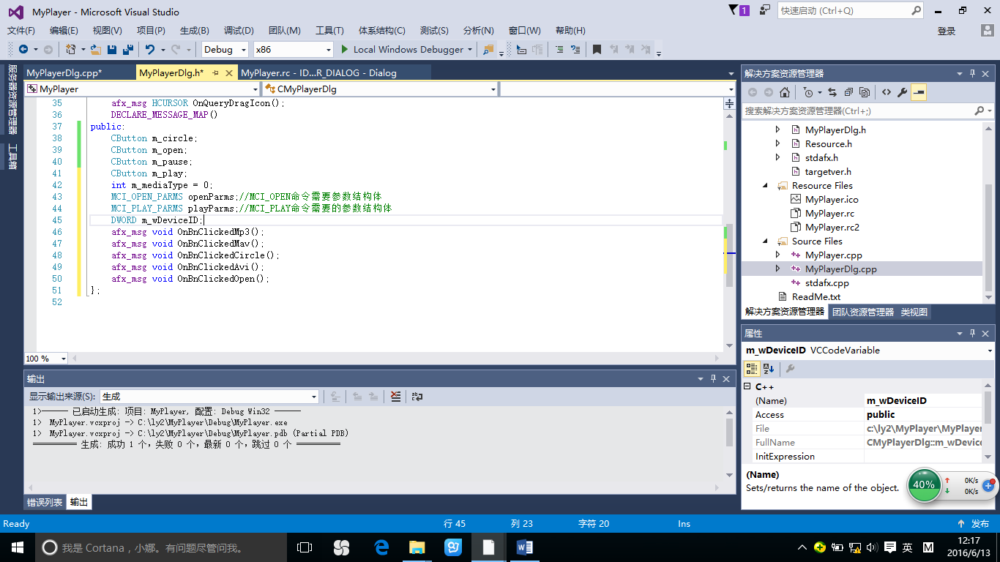 MyPlayer - Microsoft Visual Studio
1
快速启动 (Ctrl+Q)
文件(F) 编辑(E) 视图(V) 项目(P) 生成(B) 调试(D) 团队(M) 工具(T) 体系结构(C) 测试(S) 分析(N) 窗口(W) 帮助(H)
登录
Debug x86 Local Windows Debugger
服务器资源管理器
工具箱
MyPlayerDlg.cpp* MyPlayerDlg.h* MyPlayer.rc - ID...R_DIALOG - Dialog
MyPlayer CMyPlayerDlg
35 afx_msg HCURSOR OnQueryDragIcon();
36 DECLARE_MESSAGE_MAP()
37 public:
38 CButton m_circle;
39 CButton m_open;
40 CButton m_pause;
41 CButton m_play;
42 int m_mediaType = 0;
43 MCI_OPEN_PARMS openParms;//MCI_OPEN命令需要参数结构体
44 MCI_PLAY_PARMS playParms;//MCI_PLAY命令需要的参数结构体
45 DWORD m_wDeviceID;
46 afx_msg void OnBnClickedMp3();
47 afx_msg void OnBnClickedMav();
48 afx_msg void OnBnClickedCircle();
49 afx_msg void OnBnClickedAvi();
50 afx_msg void OnBnClickedOpen();
51 };
52
100 %
输出
显示输出来源(S): 生成
1>------ 已启动生成: 项目: MyPlayer, 配置: Debug Win32 ------
1> MyPlayer.vcxproj -> C:\ly2\MyPlayer\Debug\MyPlayer.exe
1> MyPlayer.vcxproj -> C:\ly2\MyPlayer\Debug\MyPlayer.pdb (Partial PDB)
========== 生成: 成功 1 个，失败 0 个，最新 0 个，跳过 0 个 ==========
错误列表 输出
解决方案资源管理器
搜索解决方案资源管理器(Ctrl+;)
MyPlayerDlg.h
Resource.h
stdafx.h
targetver.h
Resource Files
MyPlayer.ico
MyPlayer.rc
MyPlayer.rc2
Source Files
MyPlayer.cpp
MyPlayerDlg.cpp
stdafx.cpp
ReadMe.txt
解决方案资源管理器 团队资源管理器 类视图
属性
m_wDeviceID VCCodeVariable
C++
(Name) m_wDeviceID
Access public
File c:\ly2\MyPlayer\MyPlayer
FullName CMyPlayerDlg::m_wDevice
InitExpression
(Name)
Sets/returns the name of the object.
40%
0K/s
0K/s
Ready 行 45 列 23 字符 20 Ins 发布
我是 Cortana，小娜。有问题尽管问我。
英 M
12:17
2016/6/13